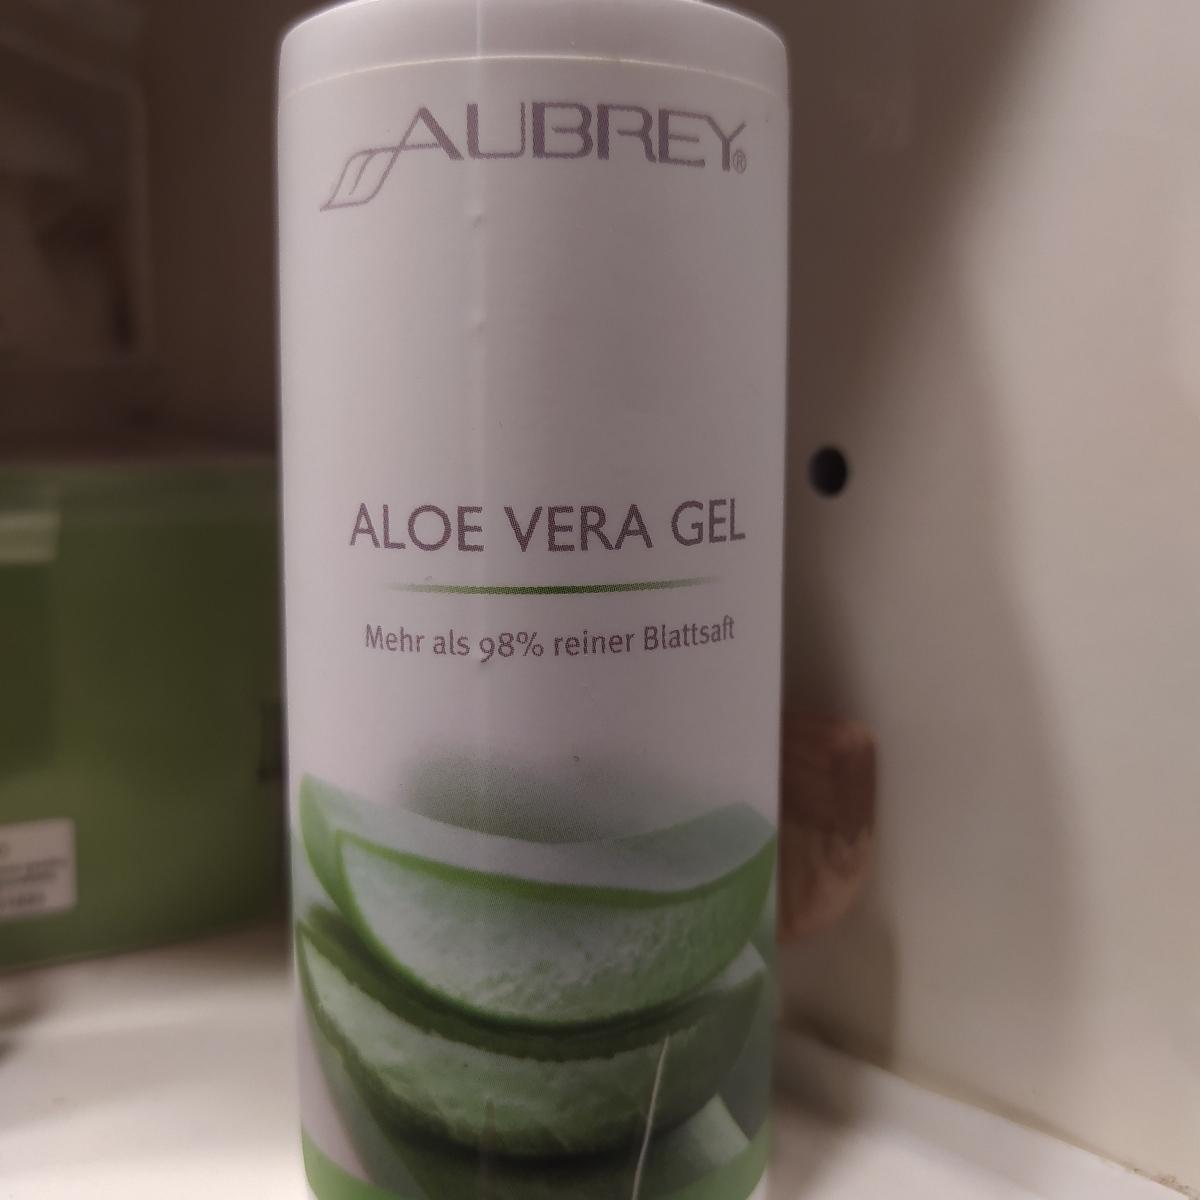 AUBREY®
ALOE VERA GEL
Mehr als 98% reiner Blattsaft